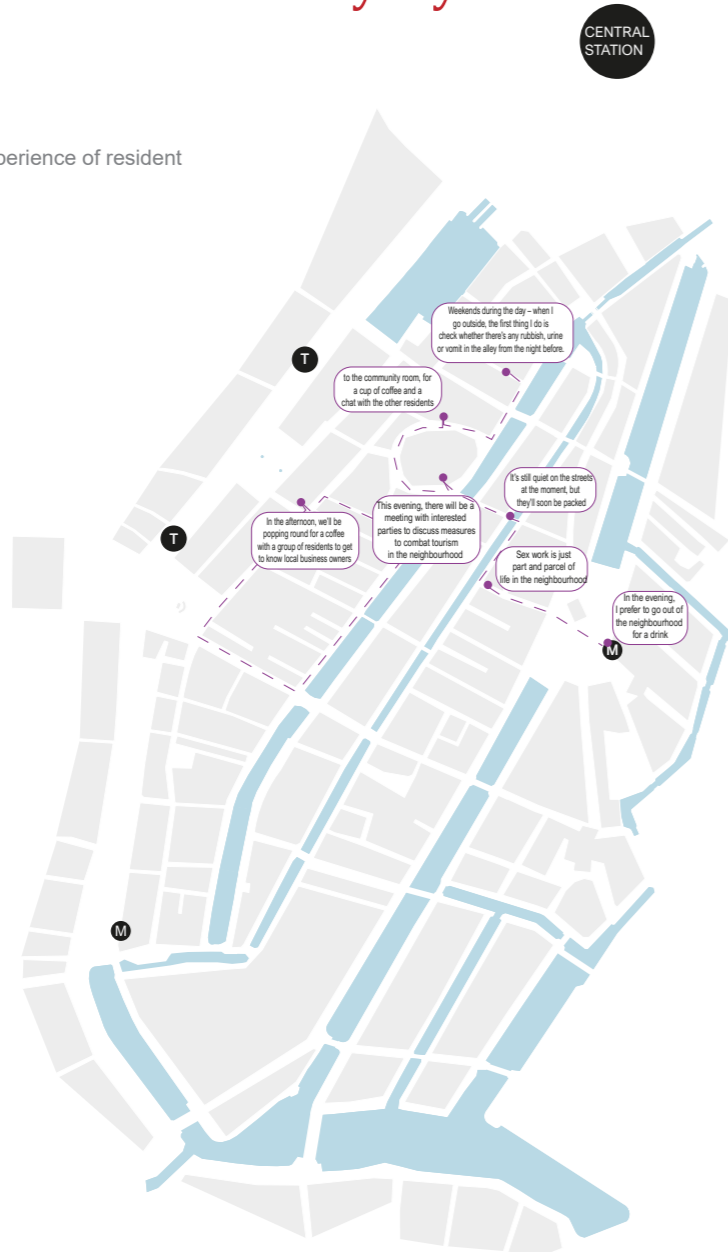 CENTRAL
STATION
perience of resident
Weekends during the day – when I
go outside, the first thing I do is
check whether there's any rubbish, urine
or vomit in the alley from the night before.
T
to the community room, for
a cup of coffee and a
chat with the other residents
It's still quiet on the streets
at the moment, but
they'll soon be packed
This evening, there will be a
meeting with interested
parties to discuss measures
to combat tourism
in the neighbourhood
In the afternoon, we'll be
popping round for a coffee
with a group of residents to get
to know local business owners
T
Sex work is just
part and parcel of
life in the neighbourhood
In the evening,
I prefer to go out of
the neighbourhood
for a drink
M
M